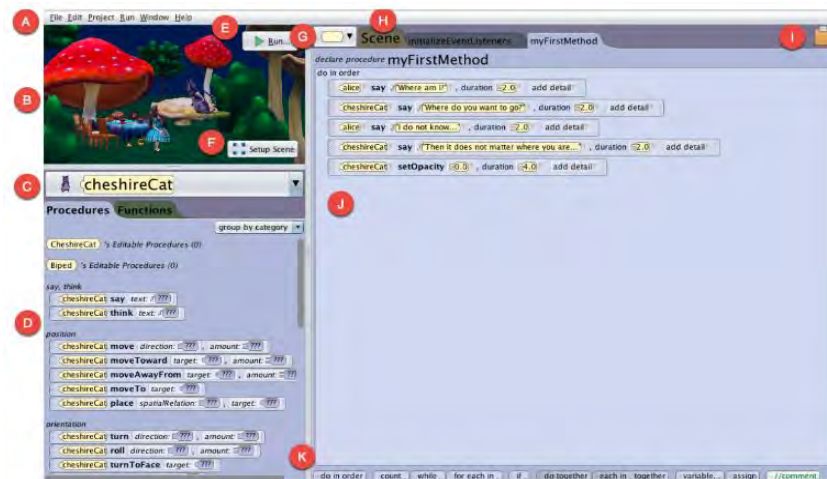 A
File Edit Project Run Window Help
B
E
Run...
F
Setup Scene
C
cheshireCat
Procedures Functions
group by category
CheshireCat 's Editable Procedures (0)
Biped 's Editable Procedures (0)
D
say, think
cheshireCat say text: ???
cheshireCat think text: ???
position
cheshireCat move direction: ??? , amount: ???
cheshireCat moveToward target: ??? , amount: ???
cheshireCat moveAwayFrom target: ??? , amount: ???
cheshireCat moveTo target: ???
cheshireCat place spatialRelation: ??? , target: ???
orientation
cheshireCat turn direction: ??? , amount: ???
cheshireCat roll direction: ??? , amount: ???
cheshireCat turnToFace target: ???
G
H
I
Scene initializeEventListeners myFirstMethod
declare procedure myFirstMethod
do in order
alice say "Where am I?" , duration 2.0 add detail
cheshireCat say "Where do you want to go?" , duration 2.0 add detail
alice say "I do not know..." , duration 2.0 add detail
cheshireCat say "Then it does not matter where you are..." , duration 2.0 add detail
cheshireCat setOpacity 0.0 , duration 4.0 add detail
J
K
do in order count while for each in if do together each in together variable... assign //comment